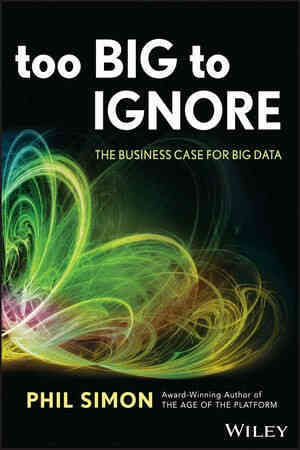 too BIG to
IGNORE
THE BUSINESS CASE FOR BIG DATA
PHIL SIMON
Award-Winning Author of
THE AGE OF THE PLATFORM
WILEY